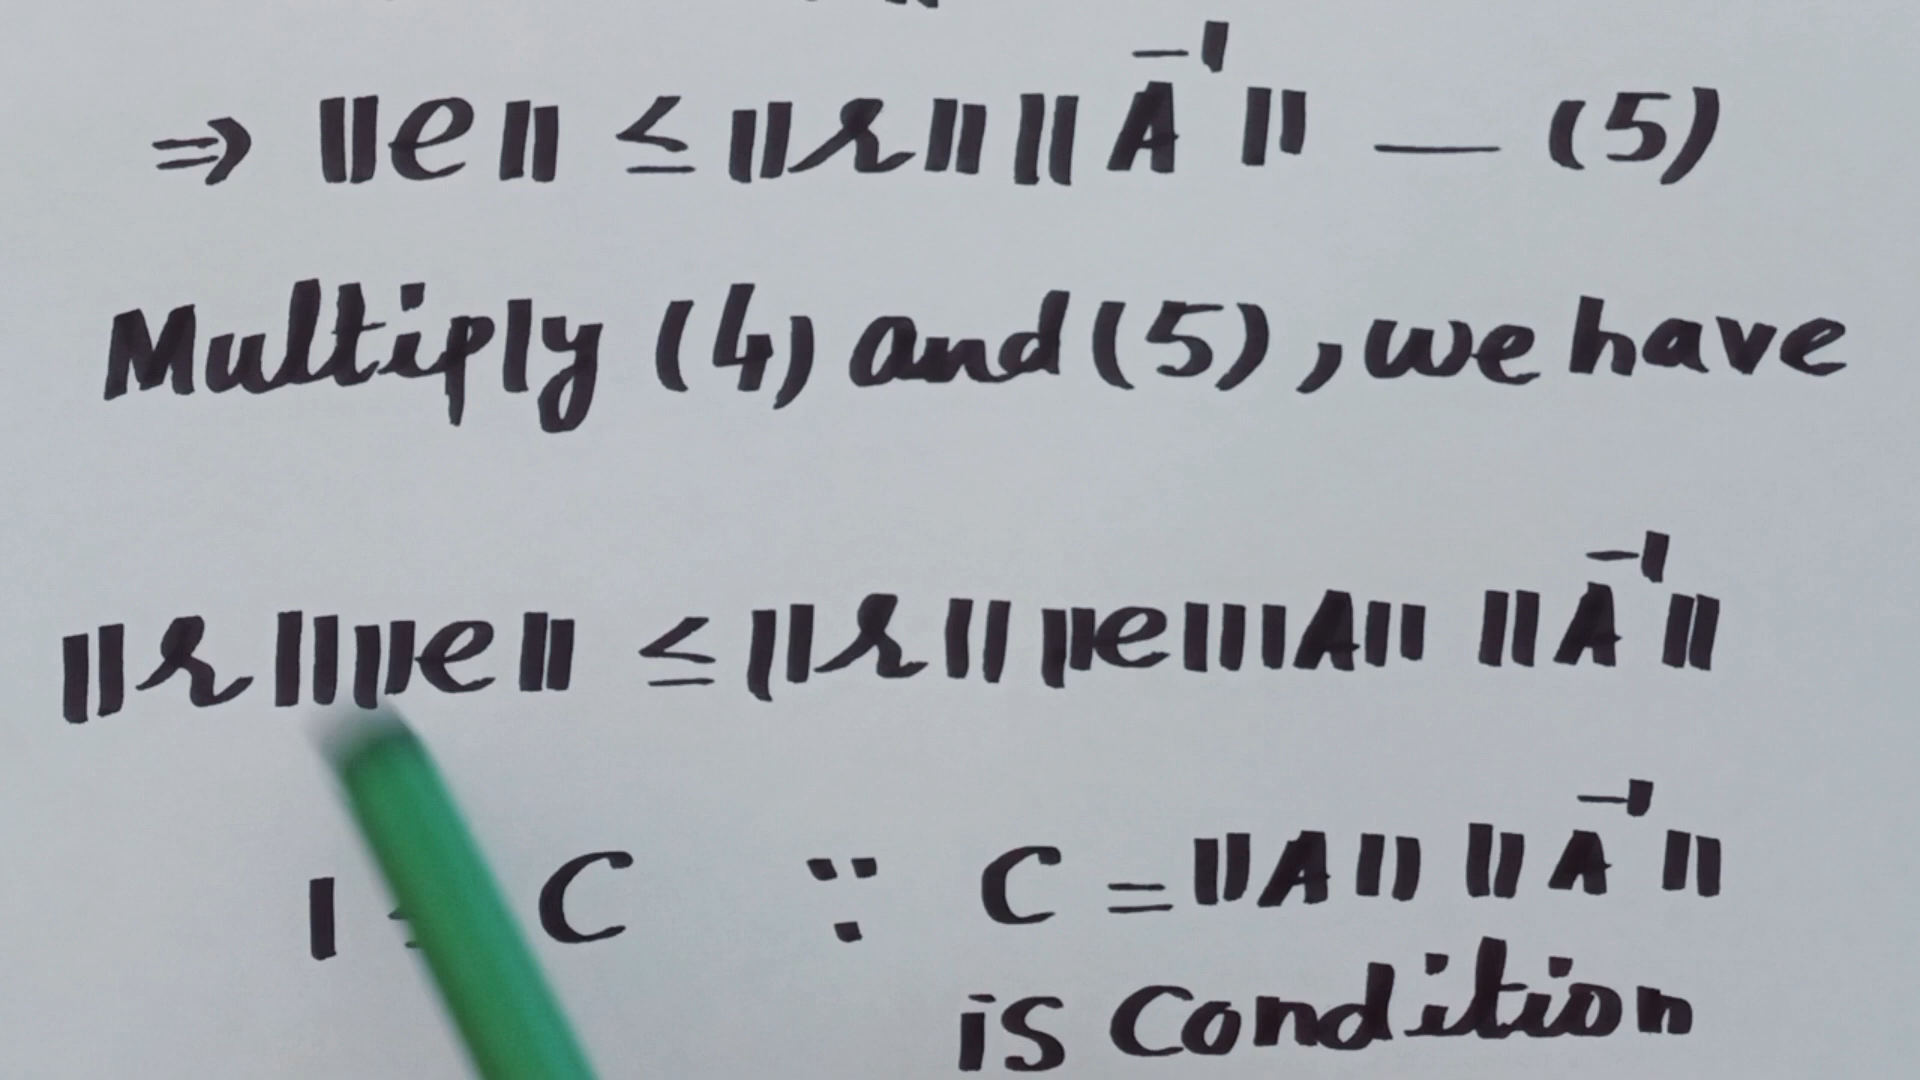 ⇒ ||e|| ≤ ||r|| ||A⁻¹|| — (5)
Multiply (4) and (5), we have
||r|| ||e|| ≤ ||r|| ||e|| ||A|| ||A⁻¹||
1 C ∵ C = ||A|| ||A⁻¹||
is Condition